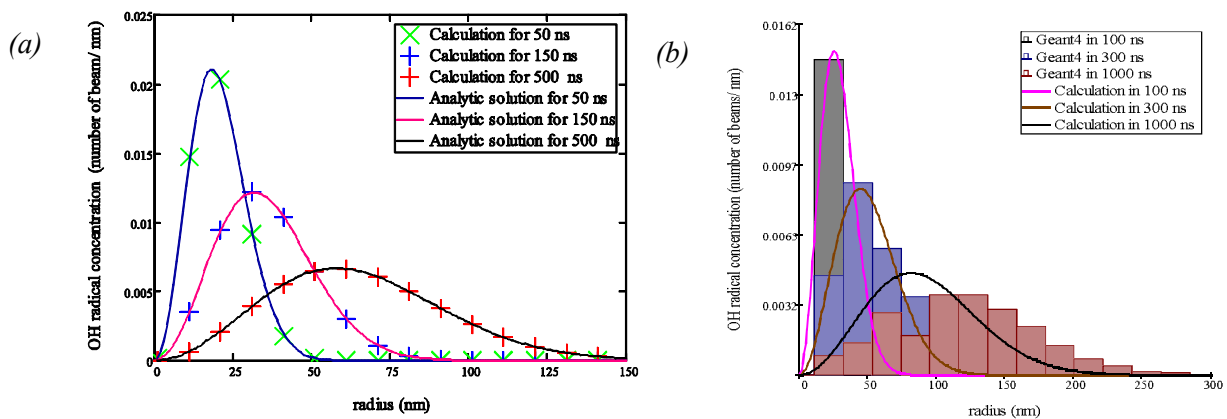 (a)
OH radical concentration (number of beam/ nm)
0.025
0.02
0.015
0.01
0.005
0
0
25
50
75
100
125
150
radius (nm)
Calculation for 50 ns
Calculation for 150 ns
Calculation for 500 ns
Analytic solution for 50 ns
Analytic solution for 150 ns
Analytic solution for 500 ns
(b)
OH radical concentration (number of beams/ nm)
0.0162
0.013
0.0097
0.0063
0.0032
0
0
50
100
150
200
250
300
radius (nm)
Geant4 in 100 ns
Geant4 in 300 ns
Geant4 in 1000 ns
Calculation in 100 ns
Calculation in 300 ns
Calculation in 1000 ns